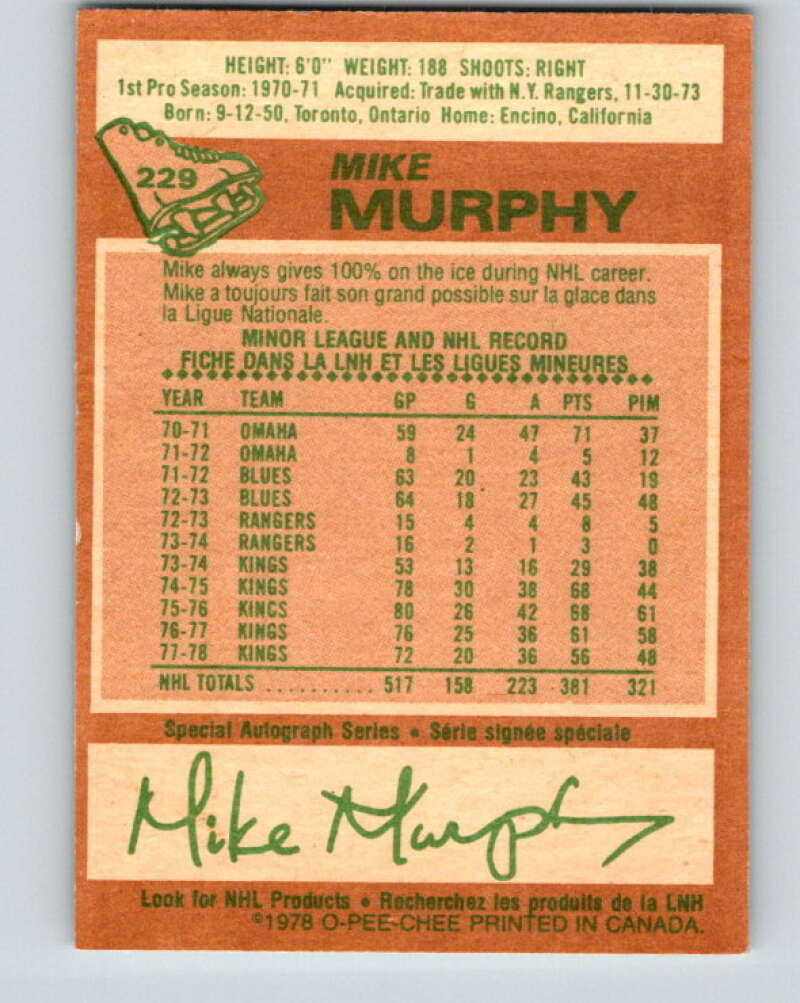 HEIGHT: 6'0" WEIGHT: 188 SHOOTS: RIGHT
1st Pro Season: 1970-71 Acquired: Trade with N.Y. Rangers, 11-30-73
Born: 9-12-50, Toronto, Ontario Home: Encino, California
229
MIKE
MURPHY
Mike always gives 100% on the ice during NHL career.
Mike a toujours fait son grand possible sur la glace dans
la Ligue Nationale.
MINOR LEAGUE AND NHL RECORD
FICHE DANS LA LNH ET LES LIGUES MINEURES
YEAR TEAM GP G A PTS PIM
70-71 OMAHA 59 24 47 71 37
71-72 OMAHA 8 1 4 5 12
71-72 BLUES 63 20 23 43 19
72-73 BLUES 64 18 27 45 48
72-73 RANGERS 15 4 4 8 5
73-74 RANGERS 16 2 1 3 0
73-74 KINGS 53 13 16 29 38
74-75 KINGS 78 30 38 68 44
75-76 KINGS 80 26 42 68 61
76-77 KINGS 76 25 36 61 58
77-78 KINGS 72 20 36 56 48
NHL TOTALS .......... 517 158 223 381 321
Special Autograph Series • Série signée spéciale
Mike Murphy
Look for NHL Products • Recherchez les produits de la LNH
©1978 O-PEE-CHEE PRINTED IN CANADA.